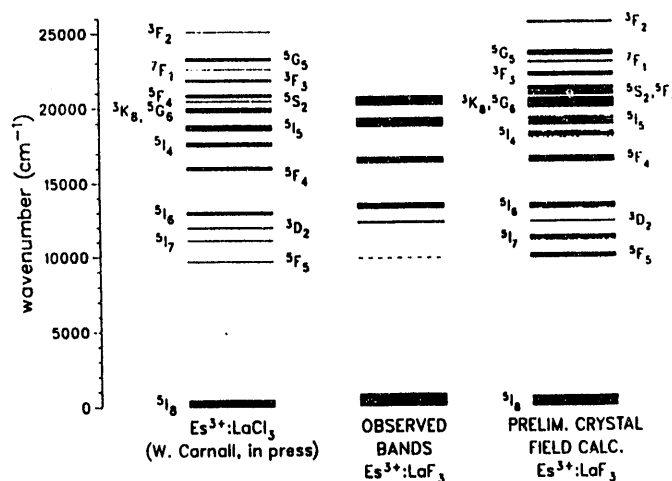 wavenumber (cm⁻¹)
25000
20000
15000
10000
5000
0
³F₂
⁵G₅
⁷F₁
³F₃
⁵F₄
⁵S₂
³K₈, ⁵G₆
⁵I₅
⁵I₄
⁵F₄
⁵I₆
³D₂
⁵I₇
⁵F₅
⁵I₈
Es³⁺:LaCl₃
(W. Carnall, in press)
OBSERVED
BANDS
Es³⁺:LaF₃
³F₂
⁵G₅
⁷F₁
³F₃
⁵S₂,⁵F
³K₈,⁵G₆
⁵I₅
⁵I₄
⁵F₄
⁵I₆
³D₂
⁵I₇
⁵F₅
⁵I₈
PRELIM. CRYSTAL
FIELD CALC.
Es³⁺:LaF₃